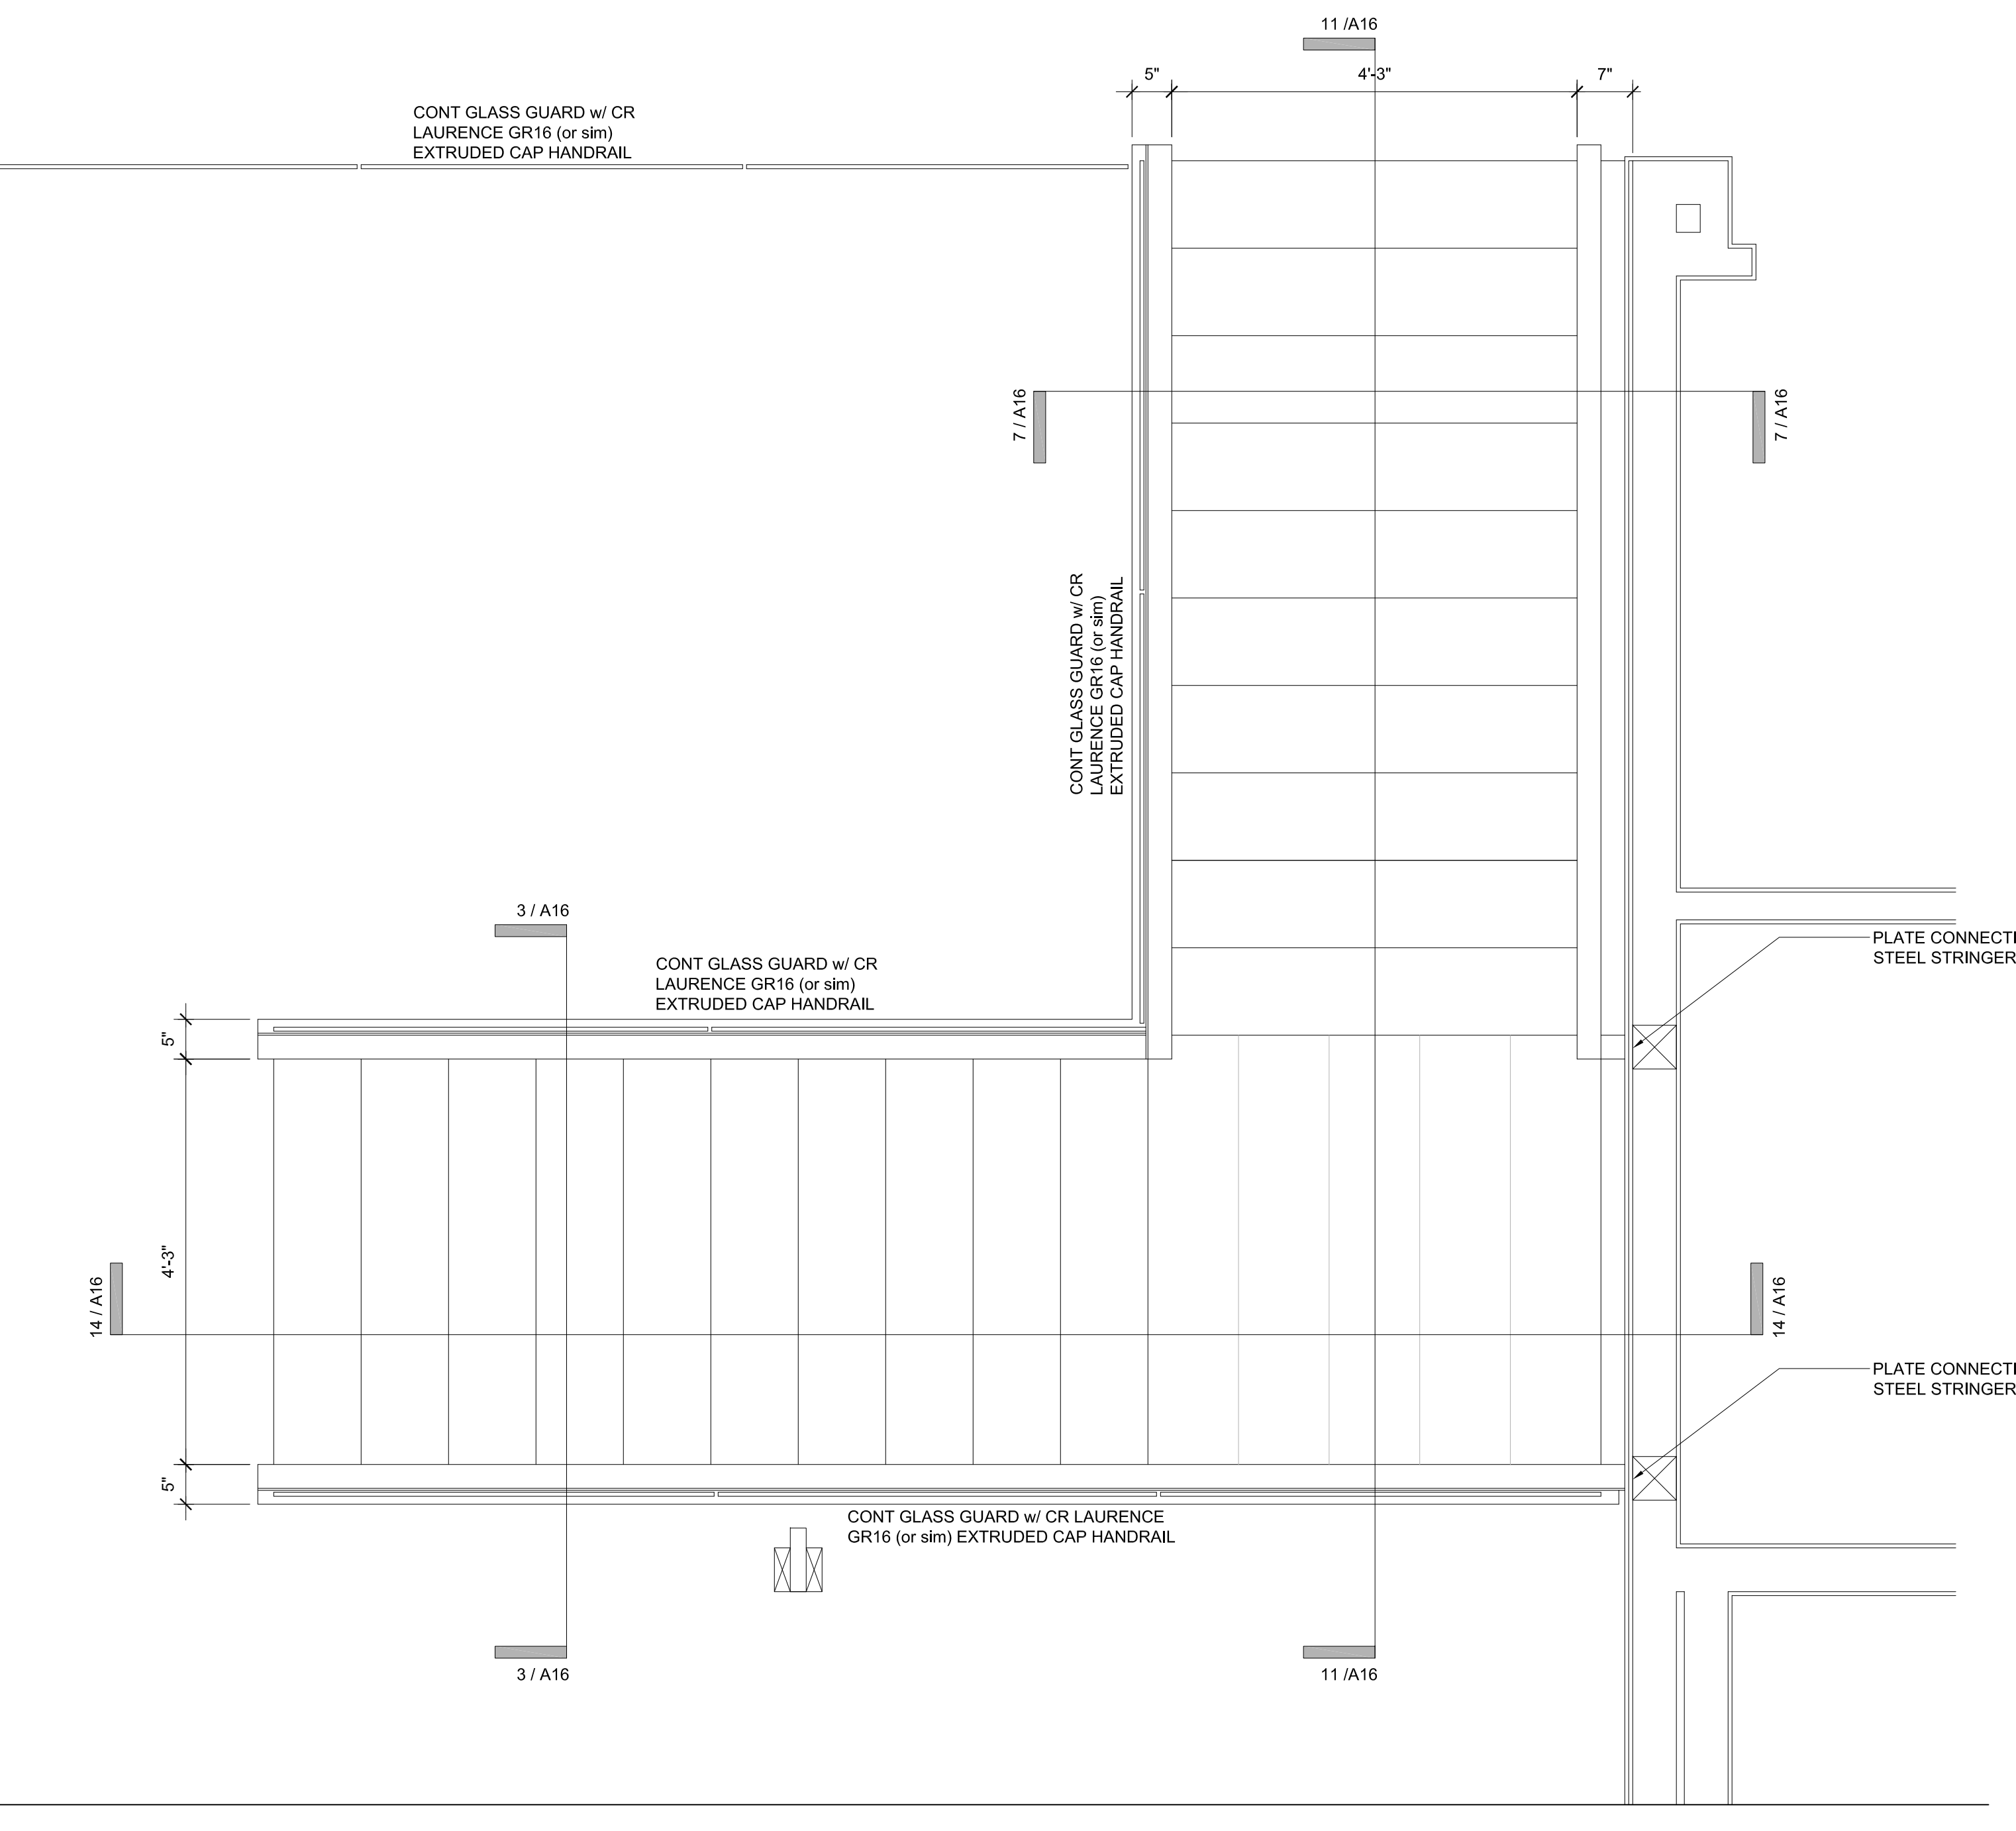 11 /A16
5"
4'-3"
7"
CONT GLASS GUARD w/ CR
LAURENCE GR16 (or sim)
EXTRUDED CAP HANDRAIL
7 / A16
7 / A16
CONT GLASS GUARD w/ CR
LAURENCE GR16 (or sim)
EXTRUDED CAP HANDRAIL
3 / A16
CONT GLASS GUARD w/ CR
LAURENCE GR16 (or sim)
EXTRUDED CAP HANDRAIL
PLATE CONNECTI
STEEL STRINGER
5"
4'-3"
14 / A16
14 / A16
PLATE CONNECTI
STEEL STRINGER
5"
CONT GLASS GUARD w/ CR LAURENCE
GR16 (or sim) EXTRUDED CAP HANDRAIL
3 / A16
11 /A16